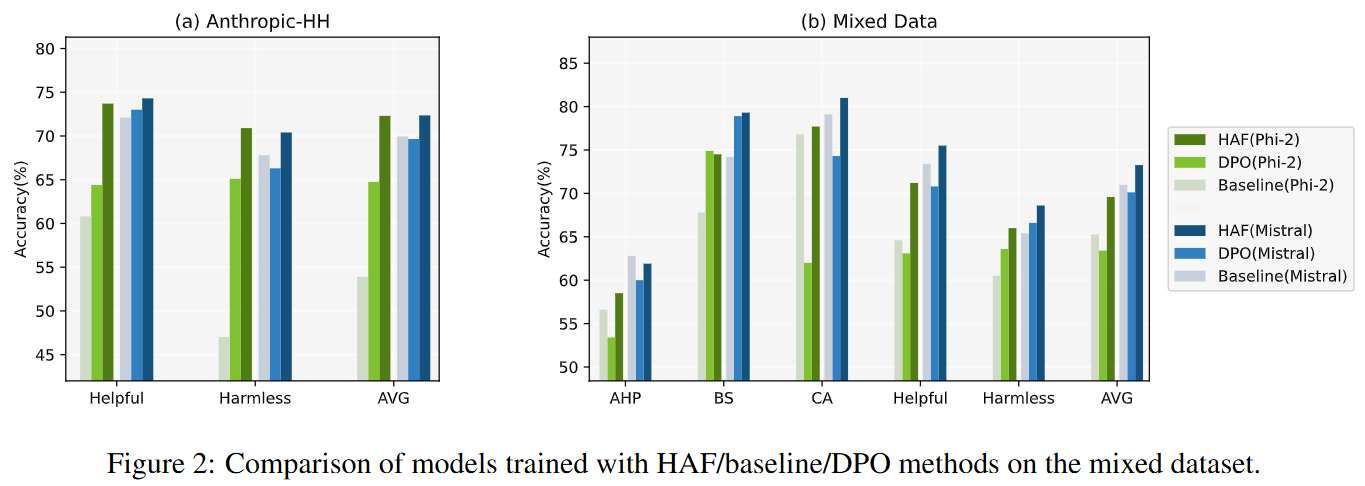 (a) Anthropic-HH
80
75
70
65
60
55
50
45
Accuracy(%)
Helpful
Harmless
AVG
(b) Mixed Data
85
80
75
70
65
60
55
50
Accuracy(%)
AHP
BS
CA
Helpful
Harmless
AVG
HAF(Phi-2)
DPO(Phi-2)
Baseline(Phi-2)
HAF(Mistral)
DPO(Mistral)
Baseline(Mistral)
Figure 2: Comparison of models trained with HAF/baseline/DPO methods on the mixed dataset.